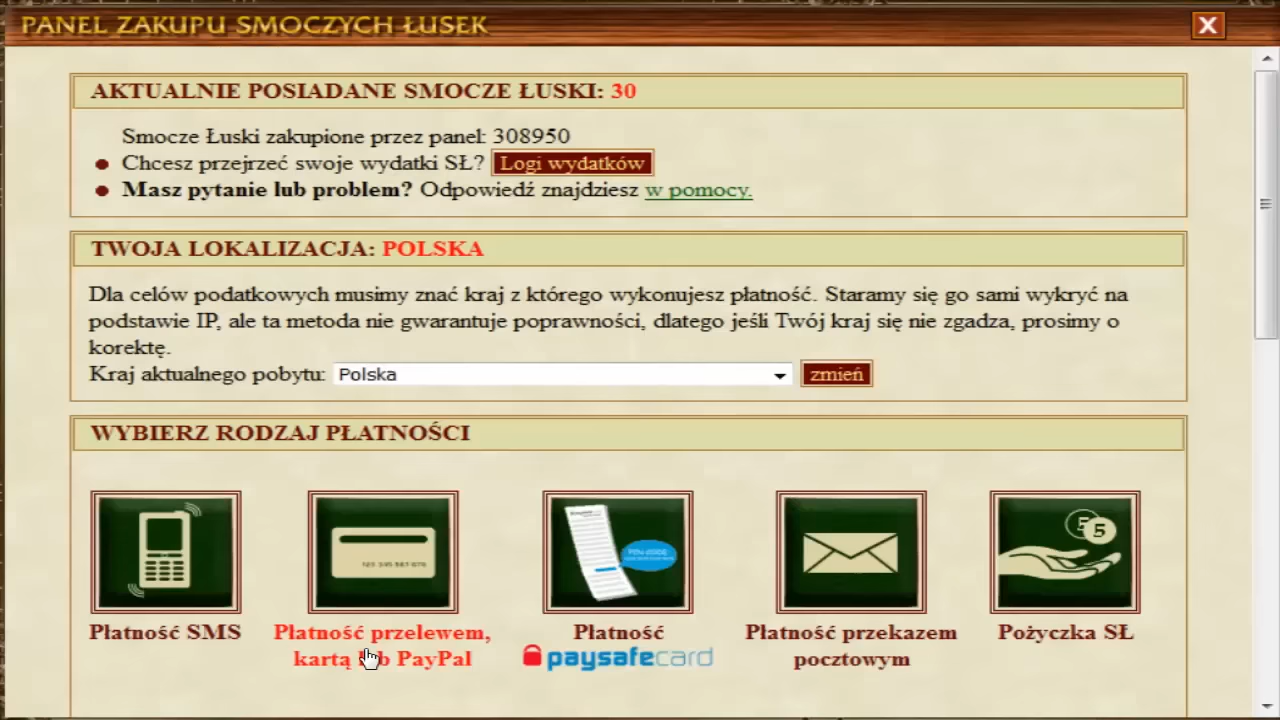 PANEL ZAKUPU SMOCZYCH ŁUSEK
X
AKTUALNIE POSIADANE SMOCZE ŁUSKI: 30
Smocze Łuski zakupione przez panel: 308950
Chcesz przejrzeć swoje wydatki SŁ? Logi wydatków
Masz pytanie lub problem? Odpowiedź znajdziesz w pomocy.
TWOJA LOKALIZACJA: POLSKA
Dla celów podatkowych musimy znać kraj z którego wykonujesz płatność. Staramy się go sami wykryć na
podstawie IP, ale ta metoda nie gwarantuje poprawności, dlatego jeśli Twój kraj się nie zgadza, prosimy o
korektę.
Kraj aktualnego pobytu: Polska zmień
WYBIERZ RODZAJ PŁATNOŚCI
5 5
Płatność SMS
Płatność przelewem,
kartą lub PayPal
Płatność
paysafecard
Płatność przekazem
pocztowym
Pożyczka SŁ